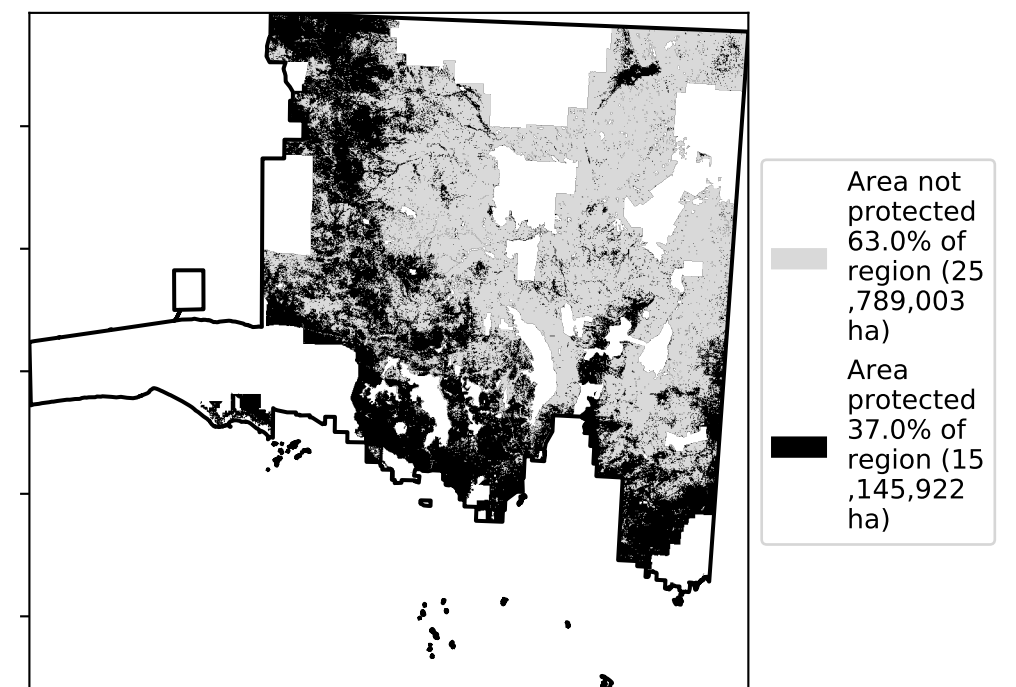 Area not
protected
63.0% of
region (25
,789,003
ha)
Area
protected
37.0% of
region (15
,145,922
ha)